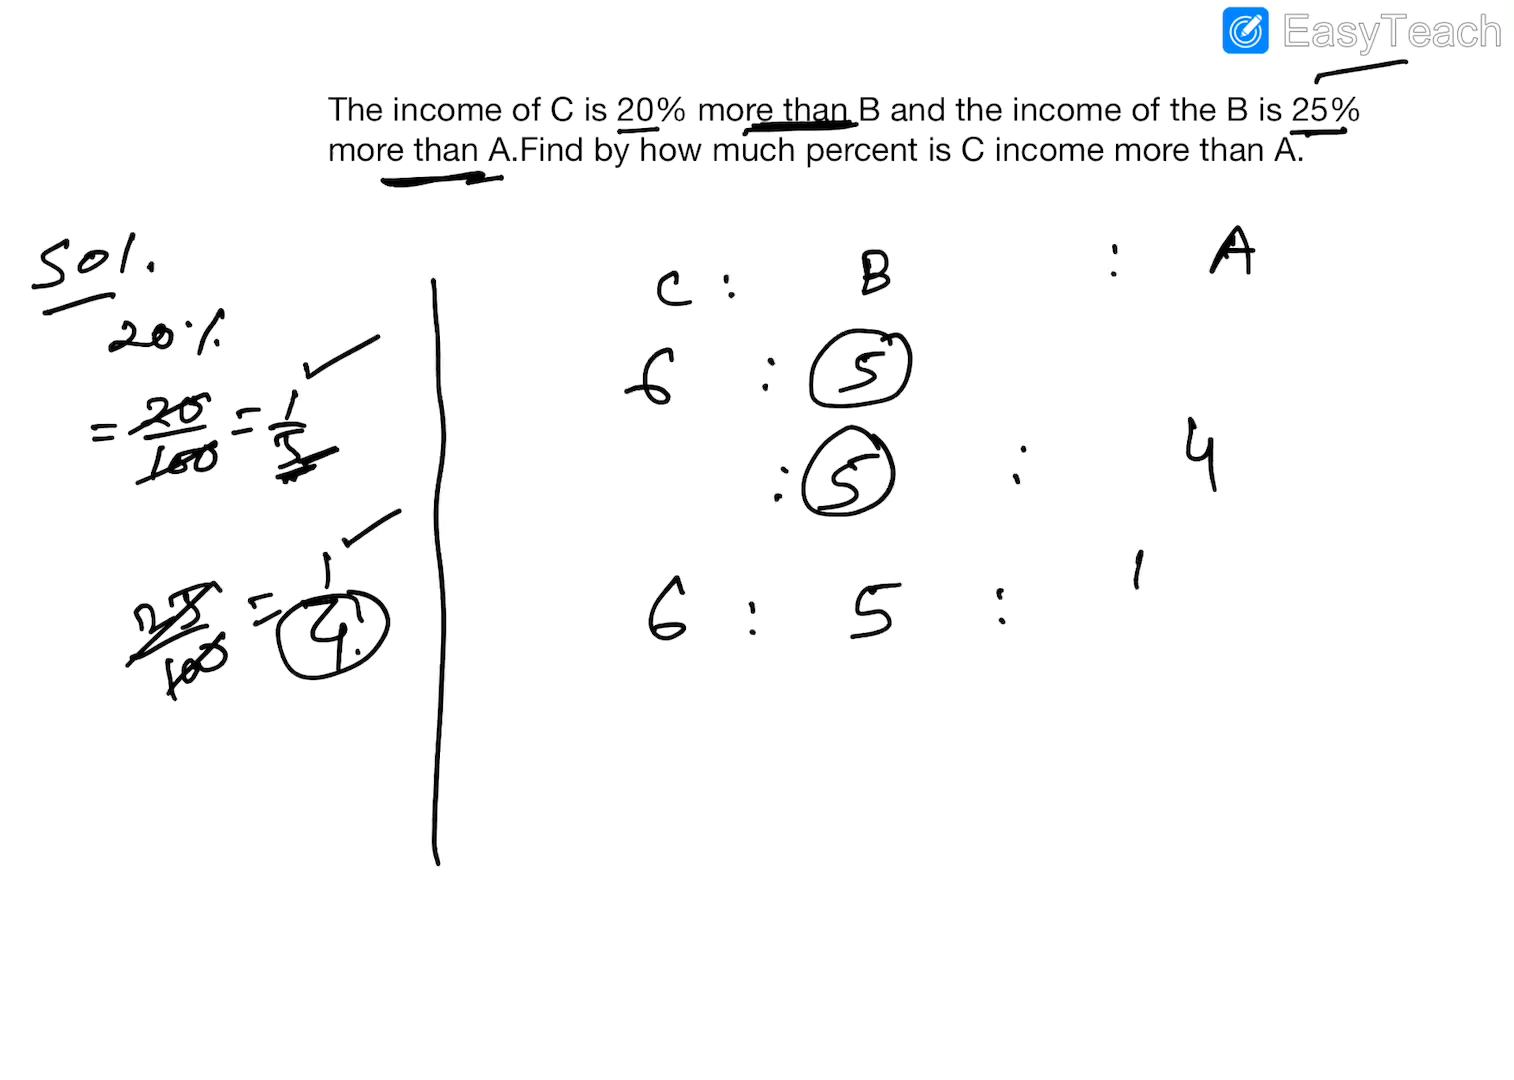 EasyTeach
The income of C is 20% more than B and the income of the B is 25%
more than A.Find by how much percent is C income more than A.
Sol.
20%
= 20/100 = 1/5
25/100 = 1/4
C : B : A
6 : 5
: 5 : 4
6 : 5 :